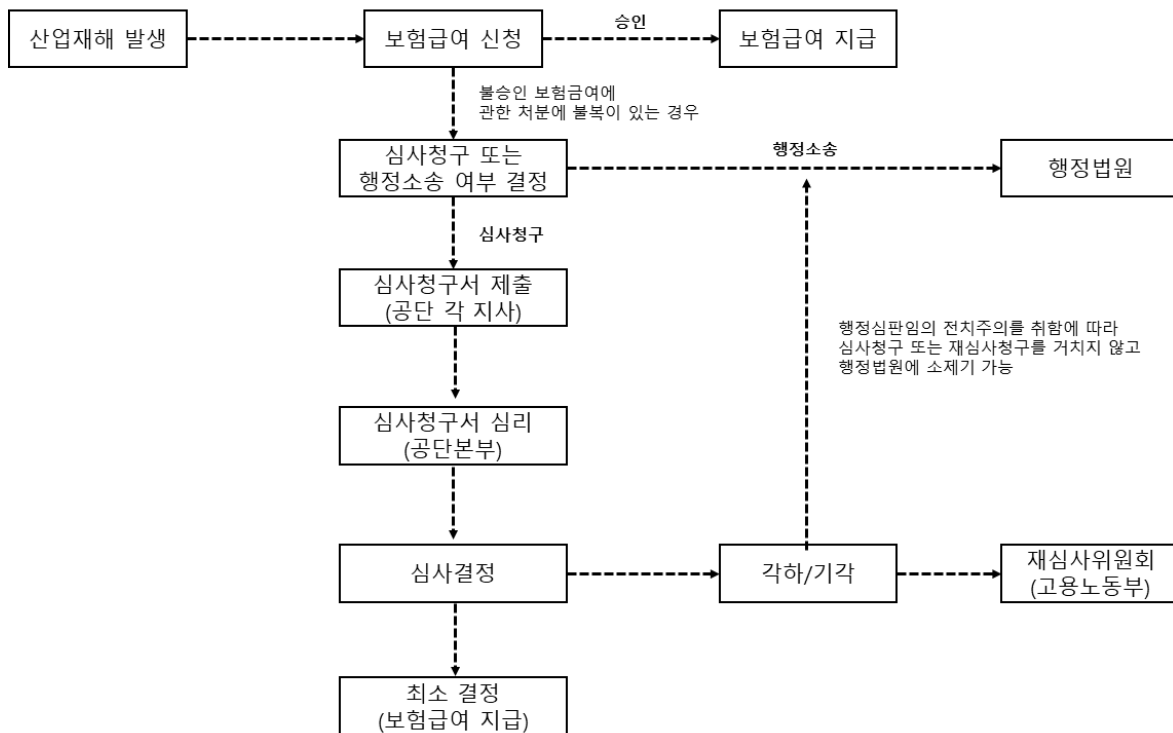 산업재해 발생
보험급여 신청
승인
보험급여 지급
불승인 보험금여에
관한 처분에 불복이 있는 경우
심사청구 또는
행정소송 여부 결정
행정소송
행정법원
심사청구
심사청구서 제출
(공단 각 지사)
행정심판임의 전치주의를 취함에 따라
심사청구 또는 재심사청구를 거치지 않고
행정법원에 소제기 가능
심사청구서 심리
(공단본부)
심사결정
각하/기각
재심사위원회
(고용노동부)
최소 결정
(보험급여 지급)